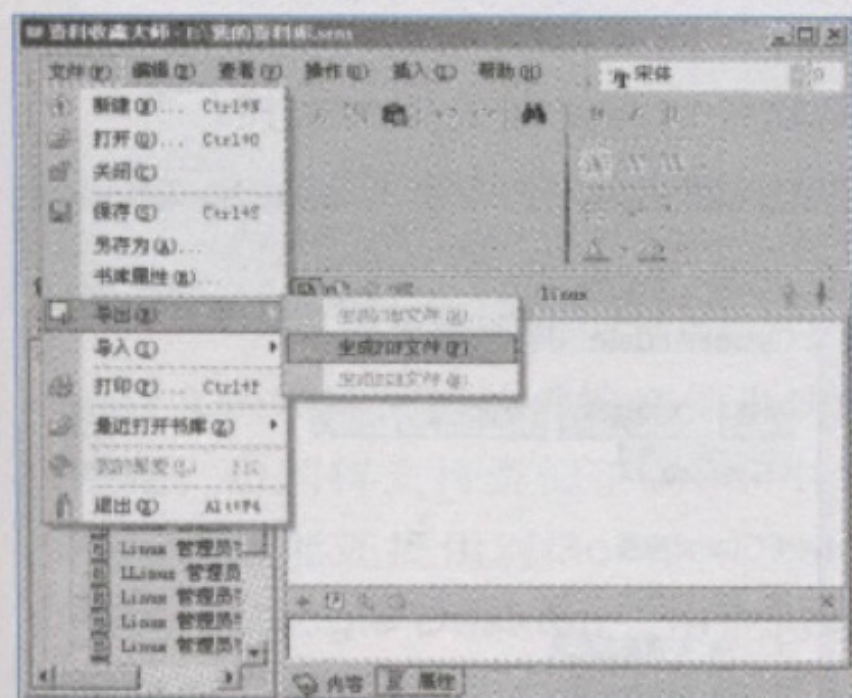 资料收藏大师 - E:\我的资料库.sens
文件(F) 编辑(E) 查看(V) 操作(O) 插入(I) 帮助(H)
宋体
新建(N)... Ctrl+N
打开(O)... Ctrl+O
关闭(C)
保存(S) Ctrl+S
另存为(A)...
书库属性(B)...
导出(E)
导入(I)
打印(P)... Ctrl+P
最近打开书库(Z)
退出(X) Alt+F4
生成PDF文件(P)
linux
Linux 管理员
LLinux 管理员
Linux 管理员
Linux 管理员
Linux 管理员
内容 属性